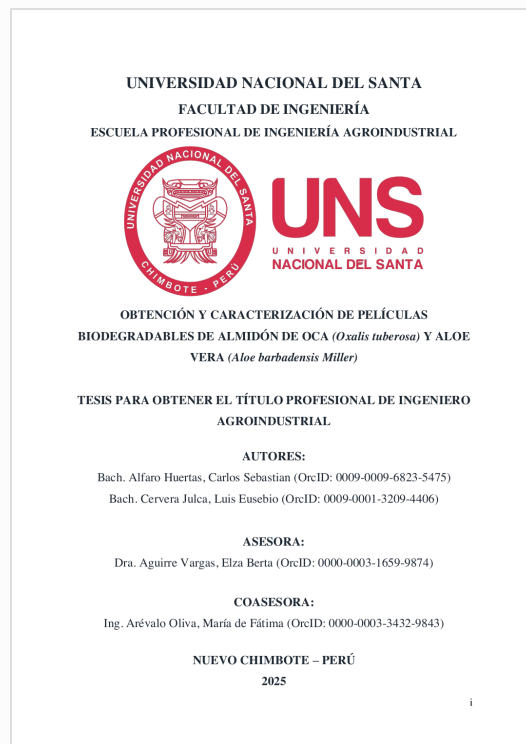 UNIVERSIDAD NACIONAL DEL SANTA
FACULTAD DE INGENIERÍA
ESCUELA PROFESIONAL DE INGENIERÍA AGROINDUSTRIAL
UNIVERSIDAD NACIONAL DEL SANTA
CHIMBOTE - PERÚ
UNS
UNIVERSIDAD
NACIONAL DEL SANTA
OBTENCIÓN Y CARACTERIZACIÓN DE PELÍCULAS
BIODEGRADABLES DE ALMIDÓN DE OCA (Oxalis tuberosa) Y ALOE
VERA (Aloe barbadensis Miller)
TESIS PARA OBTENER EL TÍTULO PROFESIONAL DE INGENIERO
AGROINDUSTRIAL
AUTORES:
Bach. Alfaro Huertas, Carlos Sebastian (OrcID: 0009-0009-6823-5475)
Bach. Cervera Julca, Luis Eusebio (OrcID: 0009-0001-3209-4406)
ASESORA:
Dra. Aguirre Vargas, Elza Berta (OrcID: 0000-0003-1659-9874)
COASESORA:
Ing. Arévalo Oliva, María de Fátima (OrcID: 0000-0003-3432-9843)
NUEVO CHIMBOTE – PERÚ
2025
i